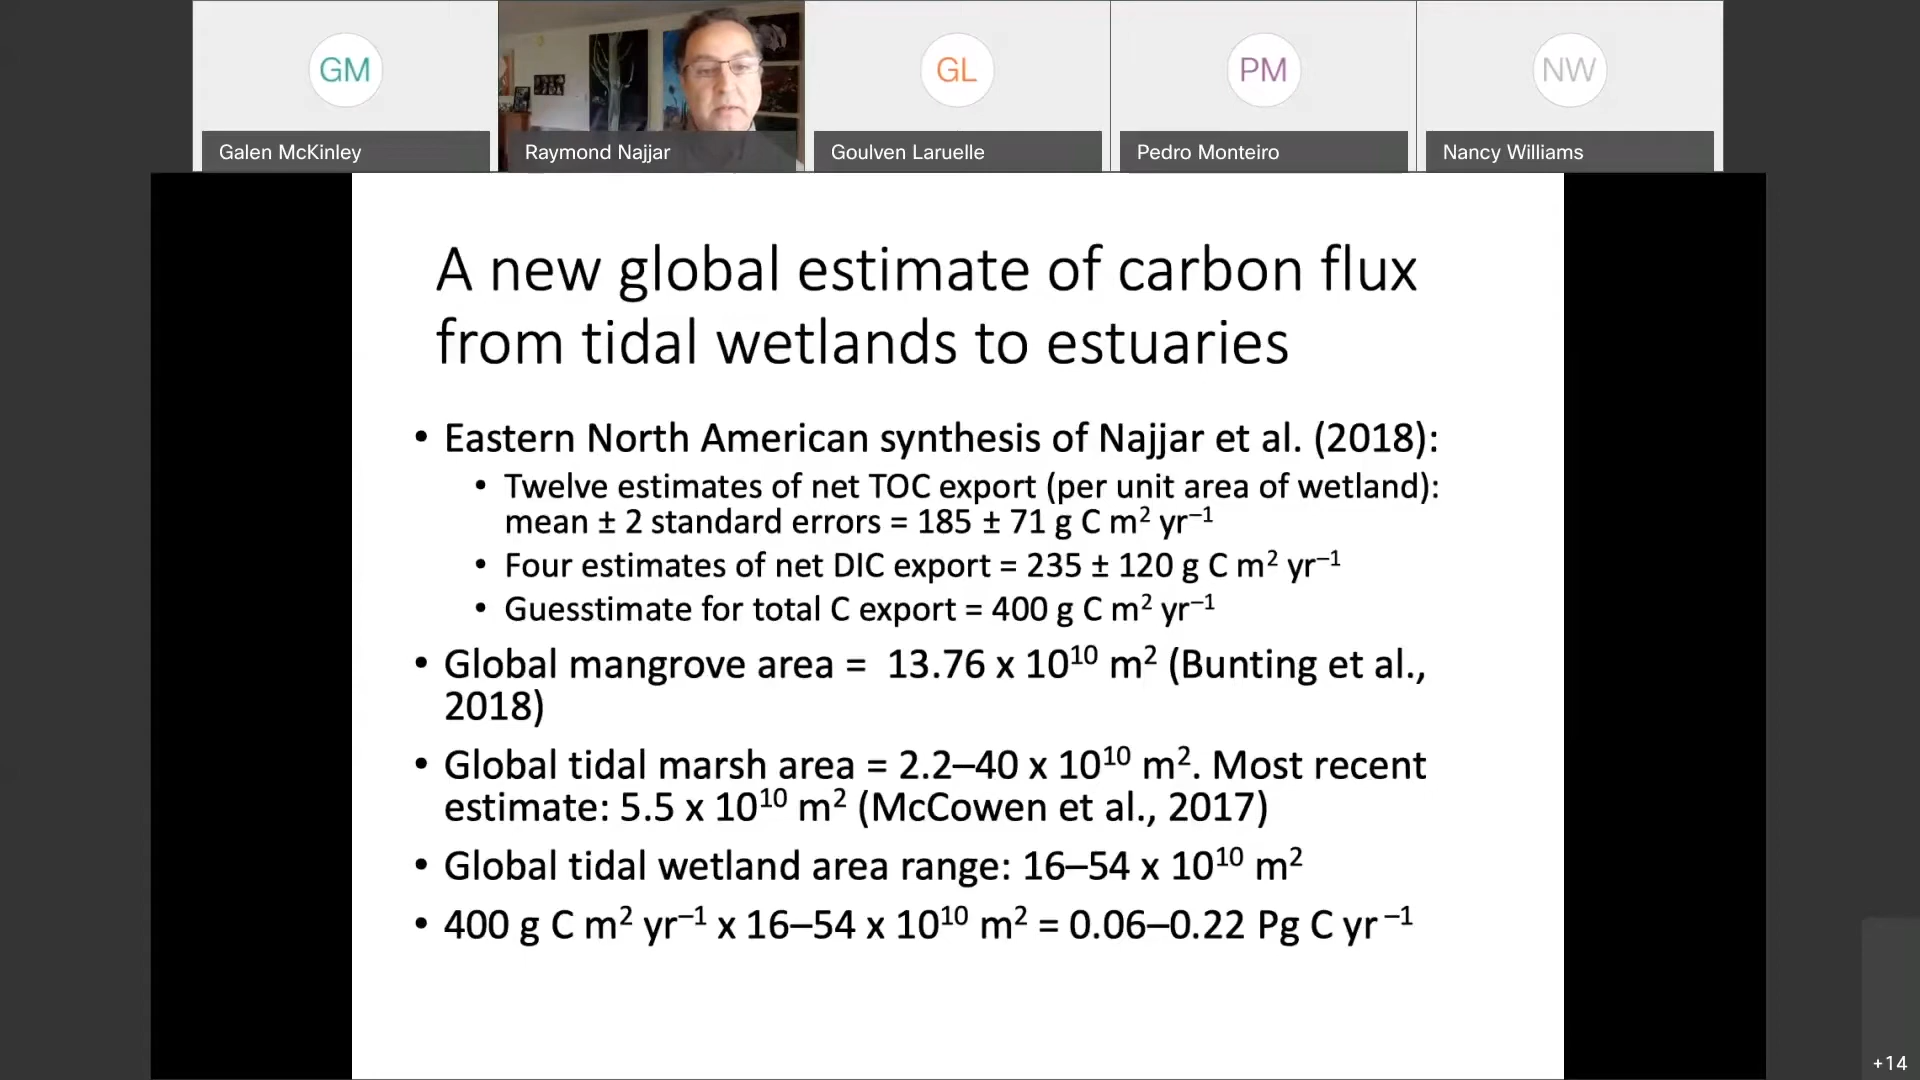 GM
GL
PM
NW
Galen McKinley
Raymond Najjar
Goulven Laruelle
Pedro Monteiro
Nancy Williams
A new global estimate of carbon flux
from tidal wetlands to estuaries
• Eastern North American synthesis of Najjar et al. (2018):
• Twelve estimates of net TOC export (per unit area of wetland):
mean ± 2 standard errors = 185 ± 71 g C m² yr⁻¹
• Four estimates of net DIC export = 235 ± 120 g C m² yr⁻¹
• Guesstimate for total C export = 400 g C m² yr⁻¹
• Global mangrove area = 13.76 x 10¹⁰ m² (Bunting et al.,
2018)
• Global tidal marsh area = 2.2–40 x 10¹⁰ m². Most recent
estimate: 5.5 x 10¹⁰ m² (McCowen et al., 2017)
• Global tidal wetland area range: 16–54 x 10¹⁰ m²
• 400 g C m² yr⁻¹ x 16–54 x 10¹⁰ m² = 0.06–0.22 Pg C yr⁻¹
+14